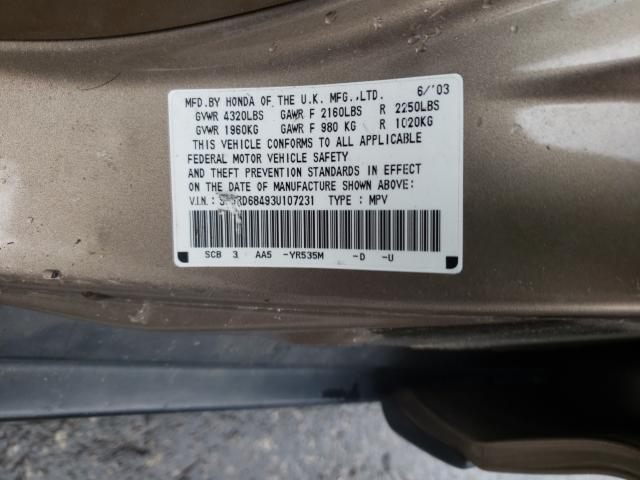 MFD.BY HONDA OF THE U.K. MFG.,LTD. 6/'03
GVWR 4320LBS GAWR F 2160LBS R 2250LBS
GVWR 1960KG GAWR F 980 KG R 1020KG
THIS VEHICLE CONFORMS TO ALL APPLICABLE
FEDERAL MOTOR VEHICLE SAFETY
AND THEFT PREVENTION STANDARDS IN EFFECT
ON THE DATE OF MANUFACTURE SHOWN ABOVE:
V.I.N.: TYPE : MPV
SCB 3 AA5 -YR535M -D -U